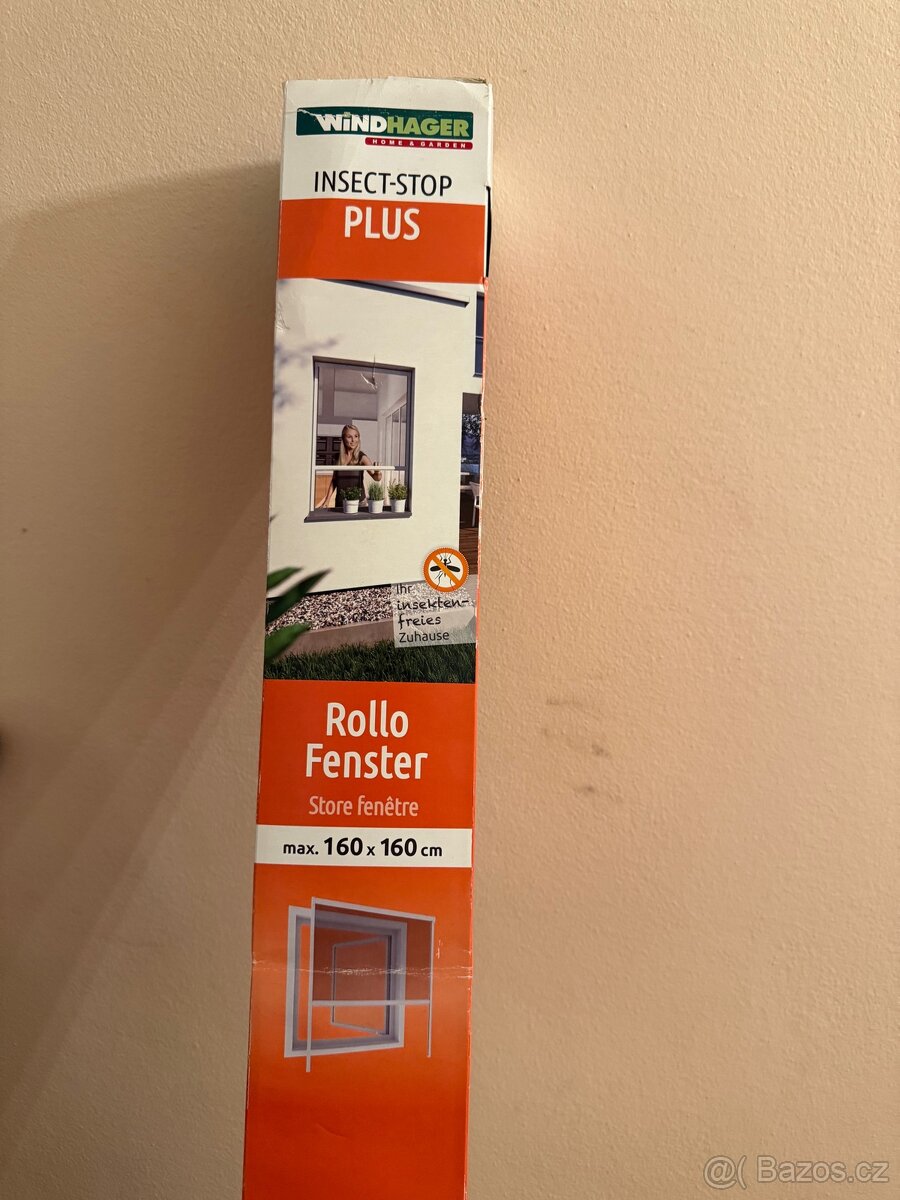 WINDHAGER
HOME & GARDEN
INSECT-STOP
PLUS
Ihr
insekten-
freies
Zuhause
Rollo
Fenster
Store fenêtre
max. 160 x 160 cm
@( Bazos.cz